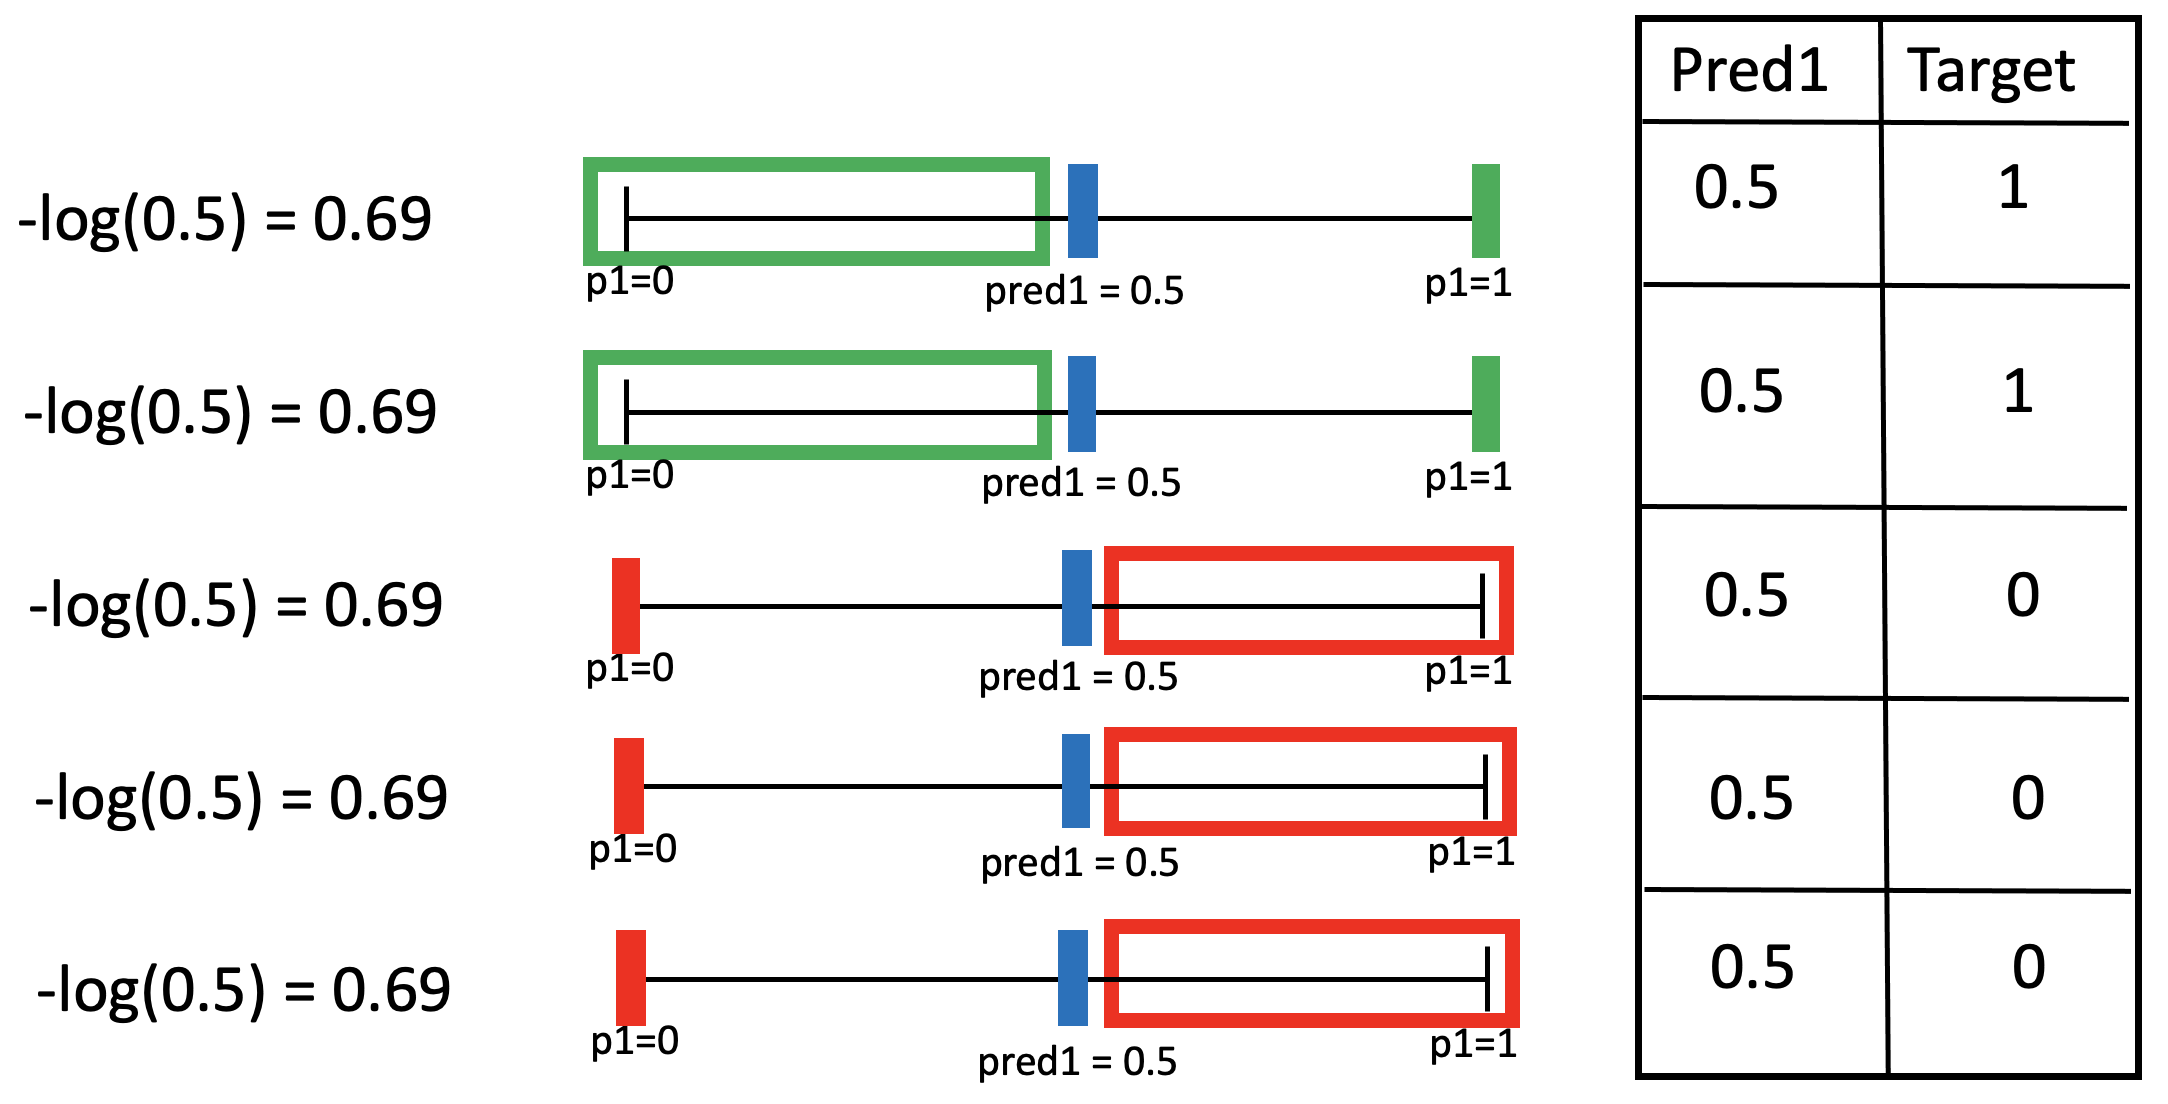 Pred1 Target
-log(0.5) = 0.69
p1=0 pred1 = 0.5 p1=1
0.5 1
-log(0.5) = 0.69
p1=0 pred1 = 0.5 p1=1
0.5 1
-log(0.5) = 0.69
p1=0 pred1 = 0.5 p1=1
0.5 0
-log(0.5) = 0.69
p1=0 pred1 = 0.5 p1=1
0.5 0
-log(0.5) = 0.69
p1=0 pred1 = 0.5 p1=1
0.5 0